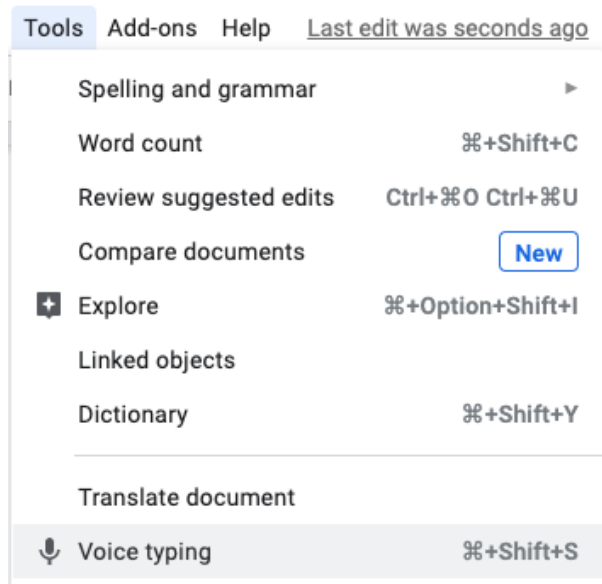 Tools Add-ons Help Last edit was seconds ago
Spelling and grammar
Word count ⌘+Shift+C
Review suggested edits Ctrl+⌘O Ctrl+⌘U
Compare documents New
Explore ⌘+Option+Shift+I
Linked objects
Dictionary ⌘+Shift+Y
Translate document
Voice typing ⌘+Shift+S